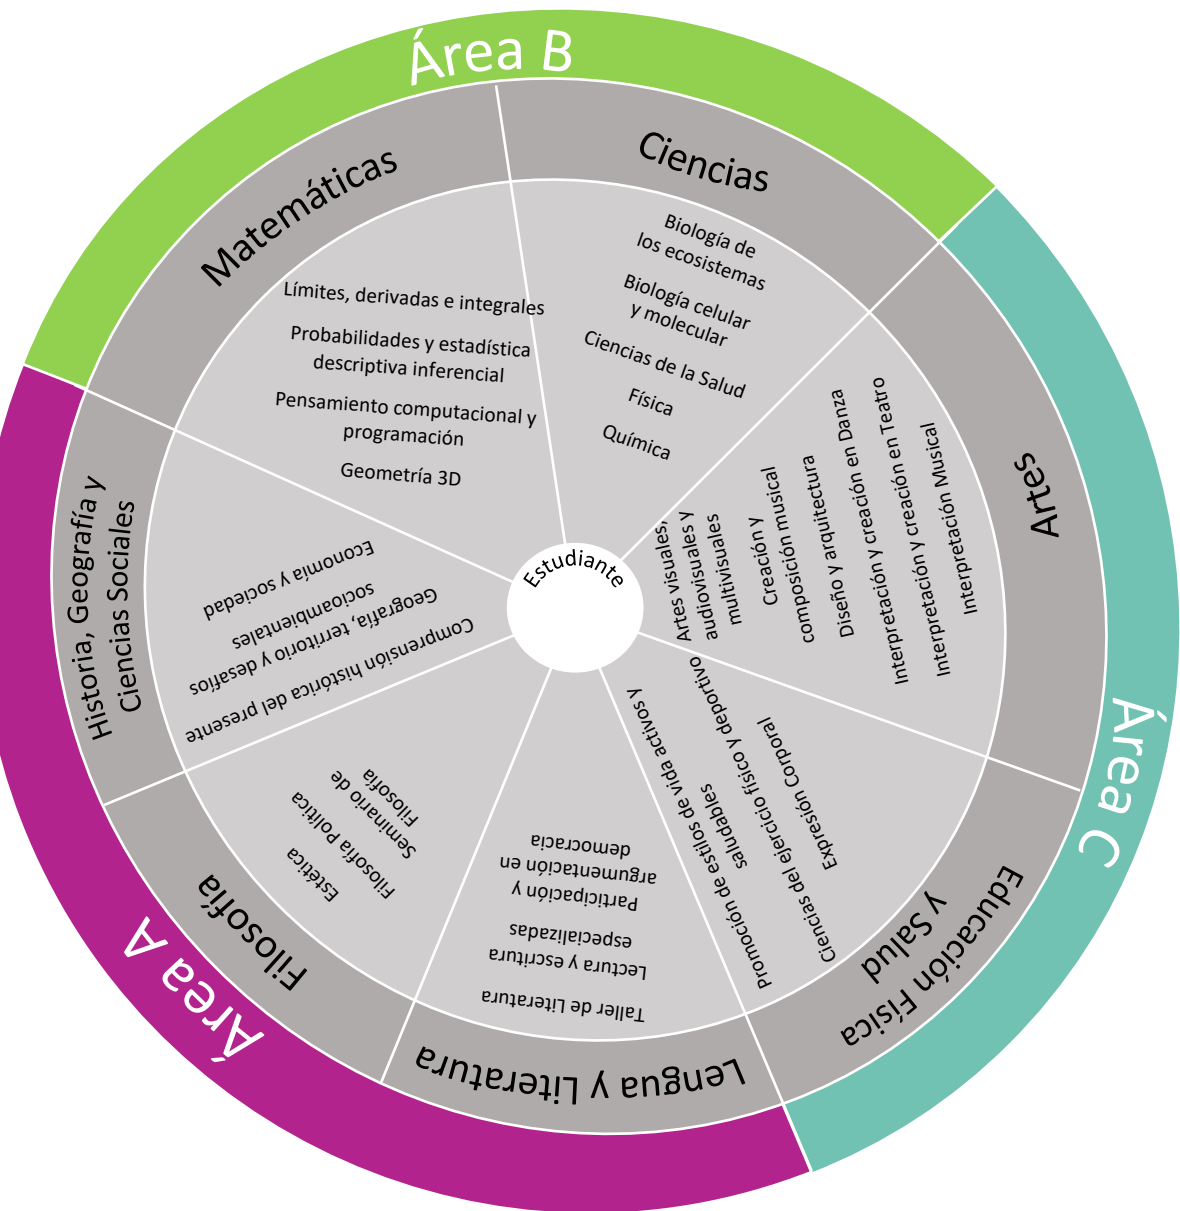 Área B
Matemáticas
Límites, derivadas e integrales
Probabilidades y estadística
descriptiva inferencial
Pensamiento computacional y
programación
Geometría 3D
Ciencias
Biología de
los ecosistemas
Biología celular
y molecular
Ciencias de la Salud
Física
Química
Área C
Artes
Artes visuales,
audiovisuales y
multivisuales
Creación y
composición musical
Diseño y arquitectura
Interpretación y creación en Danza
Interpretación y creación en Teatro
Interpretación Musical
Educación Física
y Salud
Promoción de estilos de vida activos y
saludables
Ciencias del ejercicio físico y deportivo
Expresión Corporal
Área A
Lengua y Literatura
Taller de Literatura
Lectura y escritura
especializadas
Participación y
argumentación en
democracia
Filosofía
Estética
Filosofía Política
Seminario de
Filosofía
Historia, Geografía y
Ciencias Sociales
Comprensión histórica del presente
Geografía, territorio y desafíos
socioambientales
Economía y sociedad
Estudiante